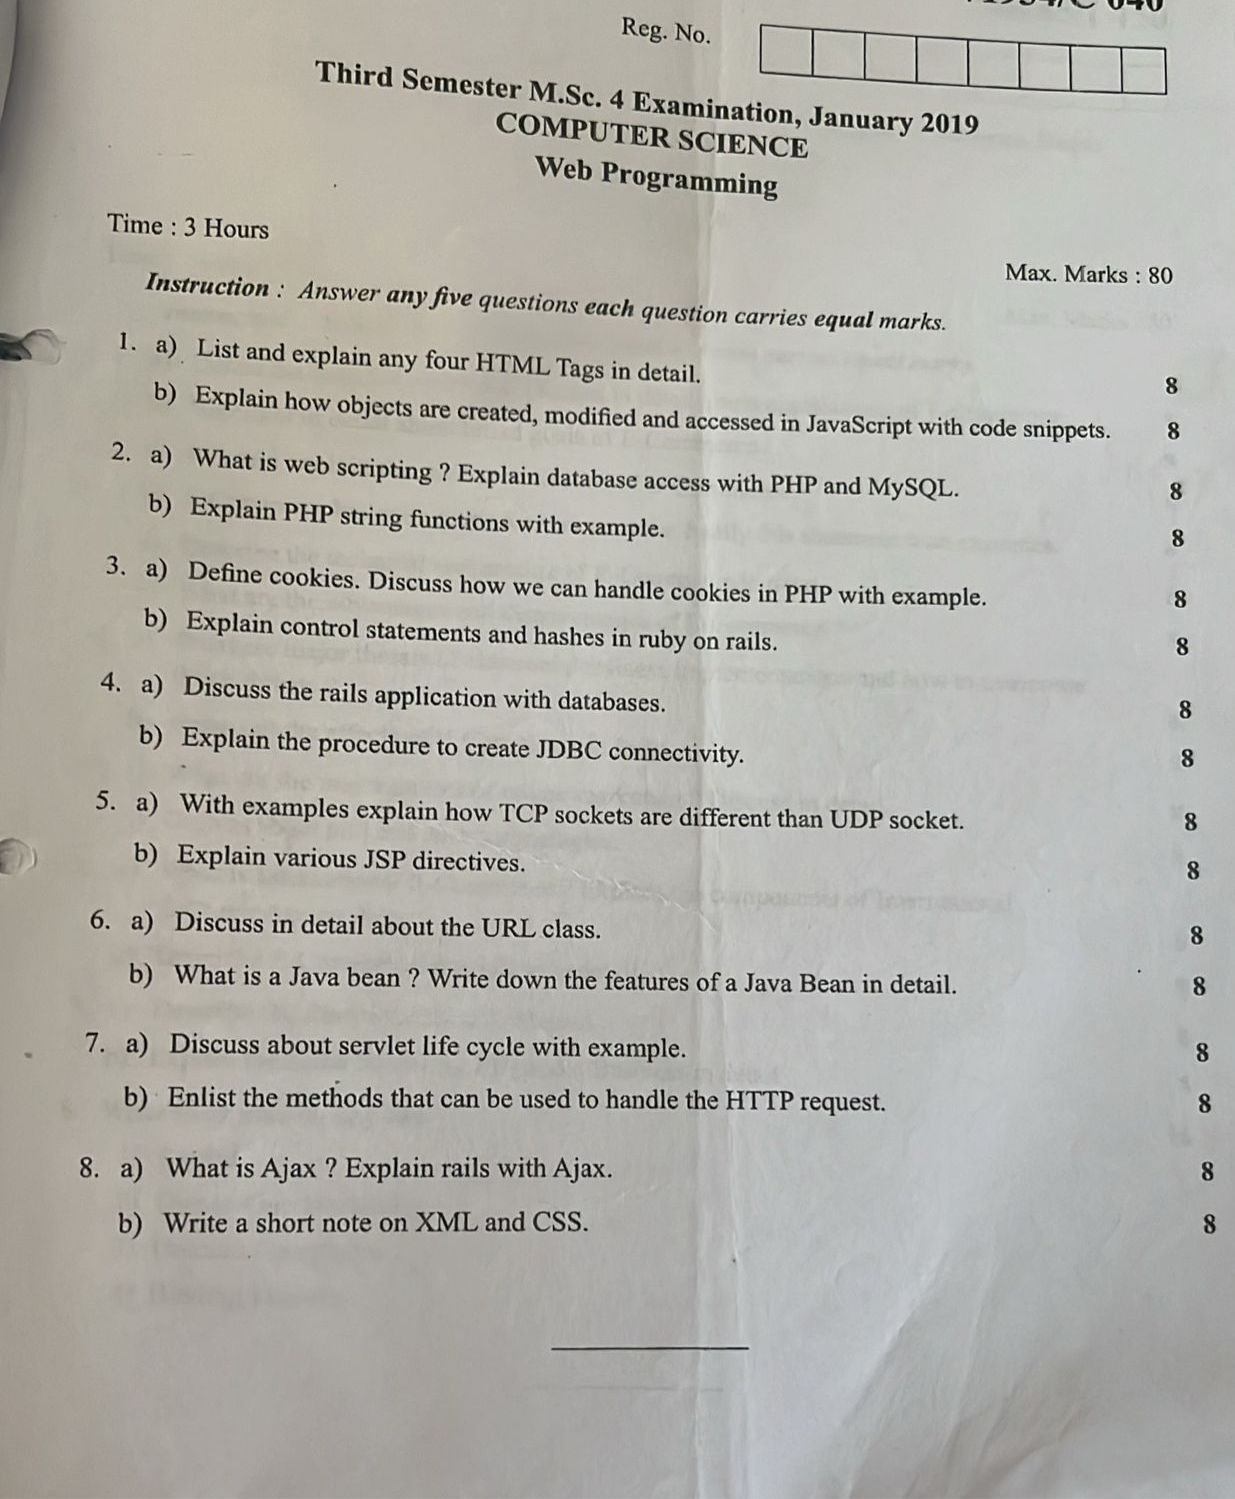 Reg. No.
Third Semester M.Sc. 4 Examination, January 2019
COMPUTER SCIENCE
Web Programming
Time : 3 Hours
Max. Marks : 80
Instruction : Answer any five questions each question carries equal marks.
1. a) List and explain any four HTML Tags in detail. 8
b) Explain how objects are created, modified and accessed in JavaScript with code snippets. 8
2. a) What is web scripting ? Explain database access with PHP and MySQL. 8
b) Explain PHP string functions with example. 8
3. a) Define cookies. Discuss how we can handle cookies in PHP with example. 8
b) Explain control statements and hashes in ruby on rails. 8
4. a) Discuss the rails application with databases. 8
b) Explain the procedure to create JDBC connectivity. 8
5. a) With examples explain how TCP sockets are different than UDP socket. 8
b) Explain various JSP directives. 8
6. a) Discuss in detail about the URL class. 8
b) What is a Java bean ? Write down the features of a Java Bean in detail. 8
7. a) Discuss about servlet life cycle with example. 8
b) Enlist the methods that can be used to handle the HTTP request. 8
8. a) What is Ajax ? Explain rails with Ajax. 8
b) Write a short note on XML and CSS. 8